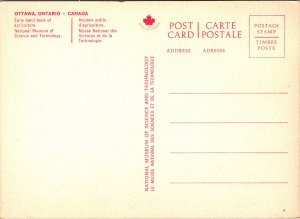 OTTAWA, ONTARIO – CANADA
Early hand tools of
agriculture.
National Museum of
Science and Technology.
Anciens outils
d'agriculture.
Musée National des
Sciences et de la
Technologie.
POST CARTE
CARD POSTALE
ADDRESS ADRESSE
POSTAGE
STAMP
TIMBRE
POSTE
NATIONAL MUSEUM OF SCIENCE AND TECHNOLOGY
LE MUSÉE NATIONAL DES SCIENCES ET DE LA TECHNOLOGIE